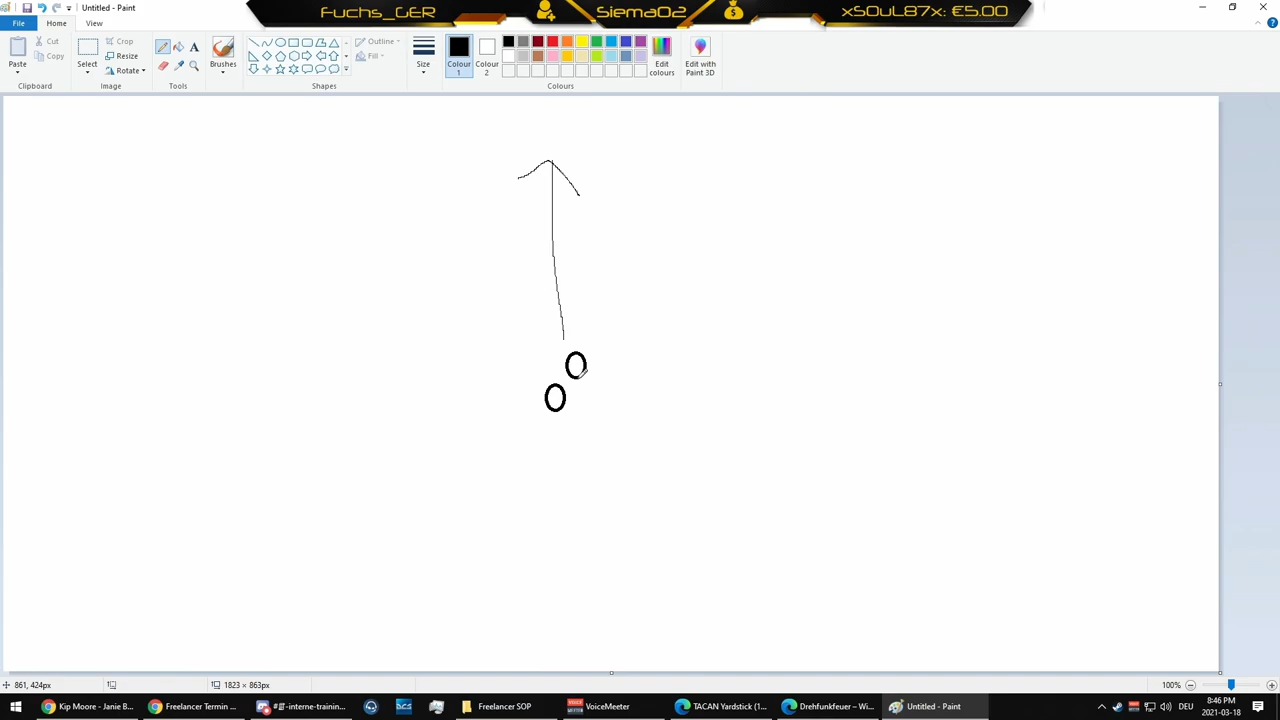 Untitled - Paint
Fuchs_GER
Siema02
xS0uL87x: €5.00
File
Home
View
Paste
Cut
Copy
Clipboard
Select
Crop
Resize
Rotate
Image
Tools
Brushes
Outline
Fill
Shapes
Size
Colour 1
Colour 2
Edit colours
Colours
Edit with Paint 3D
861, 424px
1823 × 863px
100%
Kip Moore - Janie B...
Freelancer Termin ...
#🗐-interne-trainin...
DCS
Freelancer SOP
VoiceMeeter
TACAN Yardstick (1...
Drehfunkfeuer – Wi...
Untitled - Paint
DEU
8:46 PM
2021-03-18